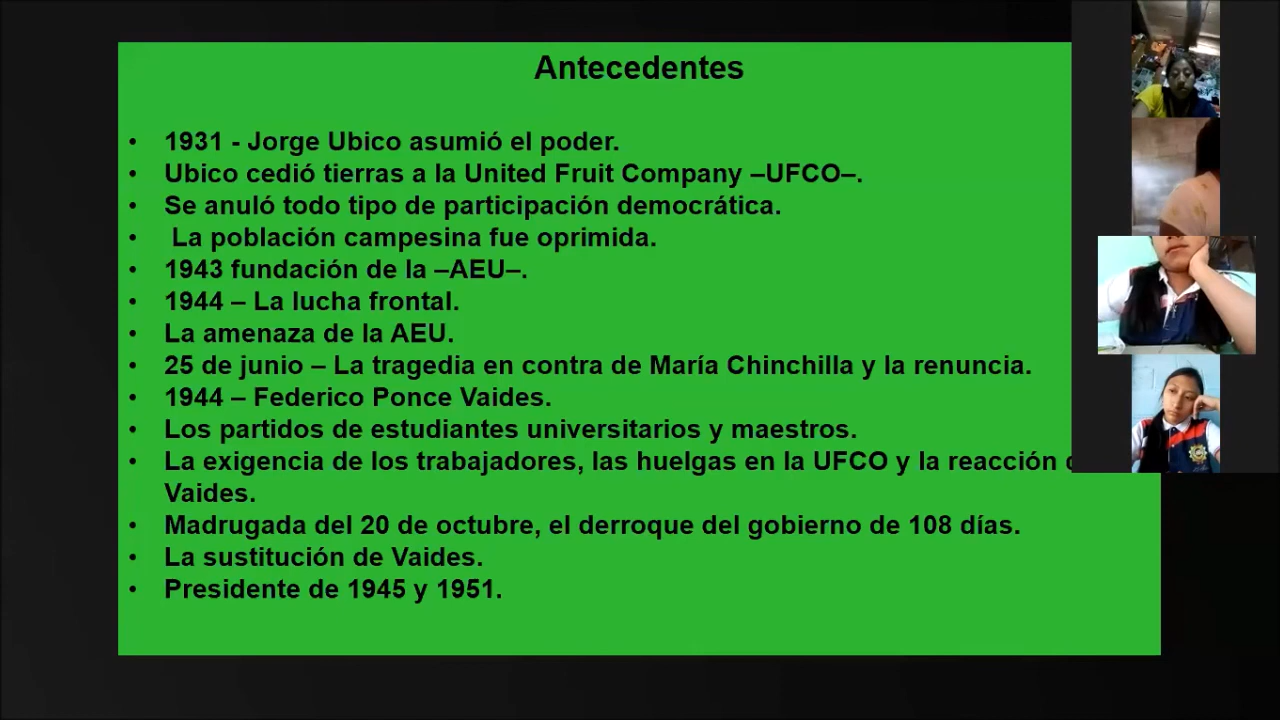 Antecedentes
• 1931 - Jorge Ubico asumió el poder.
• Ubico cedió tierras a la United Fruit Company –UFCO–.
• Se anuló todo tipo de participación democrática.
• La población campesina fue oprimida.
• 1943 fundación de la –AEU–.
• 1944 – La lucha frontal.
• La amenaza de la AEU.
• 25 de junio – La tragedia en contra de María Chinchilla y la renuncia.
• 1944 – Federico Ponce Vaides.
• Los partidos de estudiantes universitarios y maestros.
• La exigencia de los trabajadores, las huelgas en la UFCO y la reacción
Vaides.
• Madrugada del 20 de octubre, el derroque del gobierno de 108 días.
• La sustitución de Vaides.
• Presidente de 1945 y 1951.